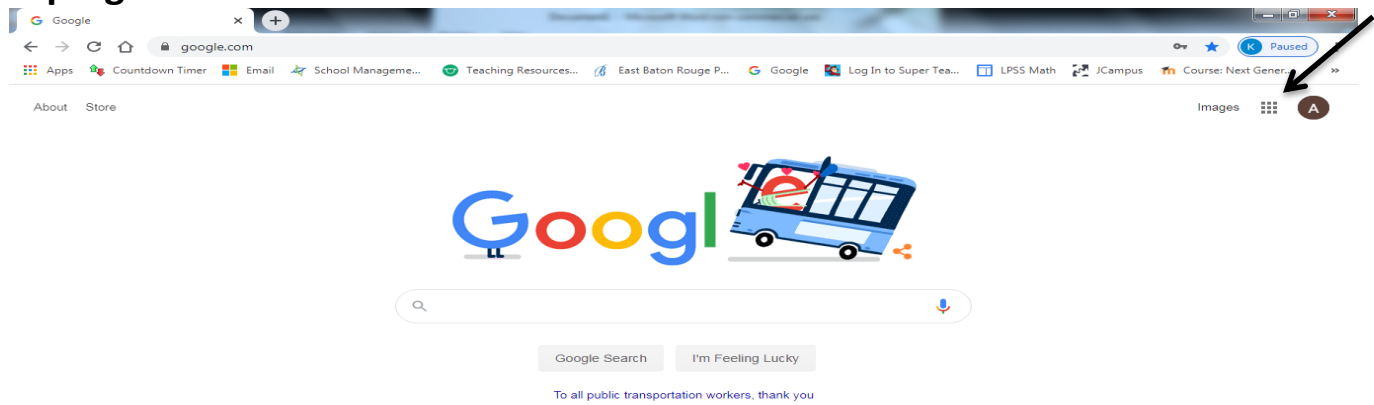 Google
google.com
K Paused
Apps Countdown Timer Email School Manageme... Teaching Resources... East Baton Rouge P... G Google Log In to Super Tea... LPSS Math JCampus Course: Next Gener... »
About Store
Images A
Googl
Google Search I'm Feeling Lucky
To all public transportation workers, thank you